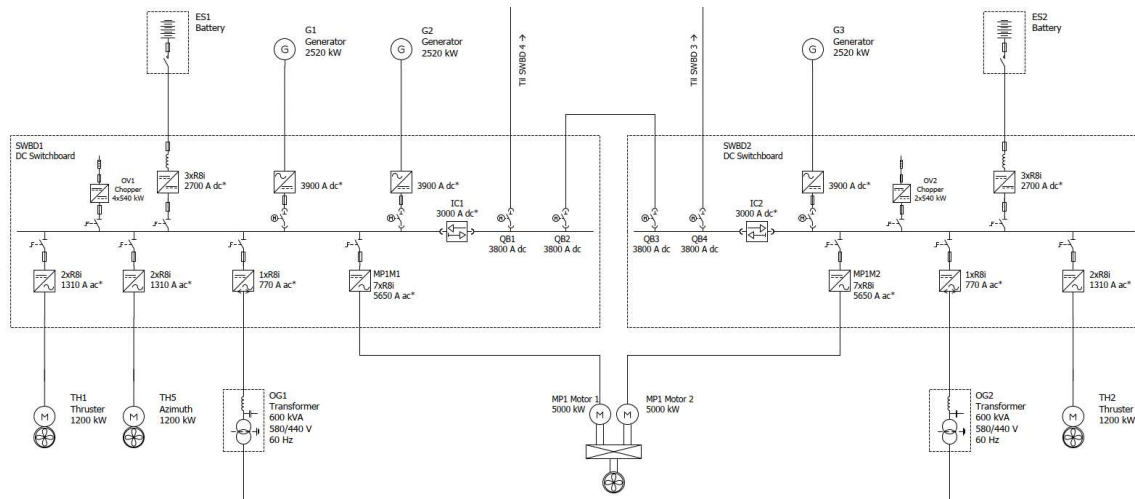 ES1
Battery
G1
Generator
2520 kW
G2
Generator
2520 kW
Til SWBD 4 →
Til SWBD 3 →
G3
Generator
2520 kW
ES2
Battery
G
G
G
SWBD1
DC Switchboard
SWBD2
DC Switchboard
OV1
Chopper
4x540 kW
3xR8i
2700 A dc*
3900 A dc*
3900 A dc*
IC1
3000 A dc*
QB1
3800 A dc
QB2
3800 A dc
QB3
3800 A dc
QB4
3800 A dc
IC2
3000 A dc*
3900 A dc*
OV2
Chopper
2x540 kW
3xR8i
2700 A dc*
2xR8i
1310 A ac*
2xR8i
1310 A ac*
1xR8i
770 A ac*
MP1M1
7xR8i
5650 A ac*
MP1M2
7xR8i
5650 A ac*
1xR8i
770 A ac*
2xR8i
1310 A ac*
TH1
Thruster
1200 kW
M
TH5
Azimuth
1200 kW
M
OG1
Transformer
600 kVA
580/440 V
60 Hz
MP1 Motor 1
5000 kW
M
M
MP1 Motor 2
5000 kW
OG2
Transformer
600 kVA
580/440 V
60 Hz
M
TH2
Thruster
1200 kW